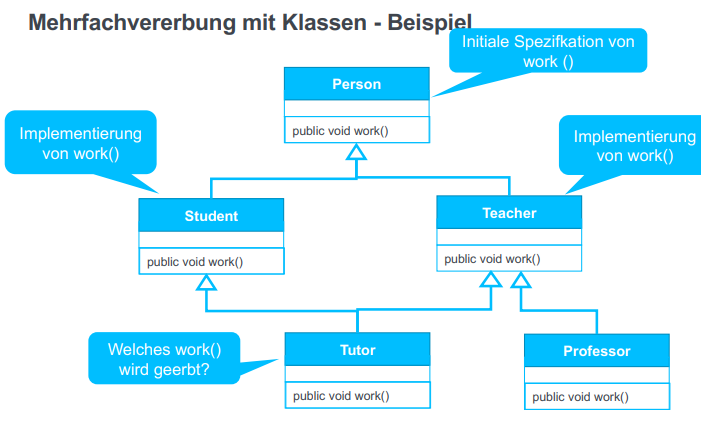 Mehrfachvererbung mit Klassen - Beispiel
Initiale Spezifkation von
work ()
Person
public void work()
Implementierung
von work()
Implementierung
von work()
Student
public void work()
Teacher
public void work()
Welches work()
wird geerbt?
Tutor
public void work()
Professor
public void work()